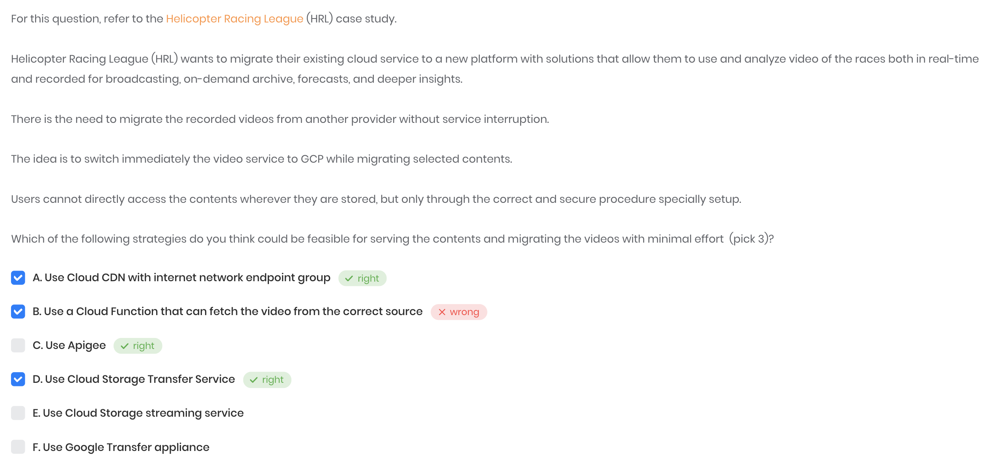 For this question, refer to the Helicopter Racing League (HRL) case study.
Helicopter Racing League (HRL) wants to migrate their existing cloud service to a new platform with solutions that allow them to use and analyze video of the races both in real-time
and recorded for broadcasting, on-demand archive, forecasts, and deeper insights.
There is the need to migrate the recorded videos from another provider without service interruption.
The idea is to switch immediately the video service to GCP while migrating selected contents.
Users cannot directly access the contents wherever they are stored, but only through the correct and secure procedure specially setup.
Which of the following strategies do you think could be feasible for serving the contents and migrating the videos with minimal effort  (pick 3)?
A. Use Cloud CDN with internet network endpoint group right
B. Use a Cloud Function that can fetch the video from the correct source wrong
C. Use Apigee right
D. Use Cloud Storage Transfer Service right
E. Use Cloud Storage streaming service
F. Use Google Transfer appliance